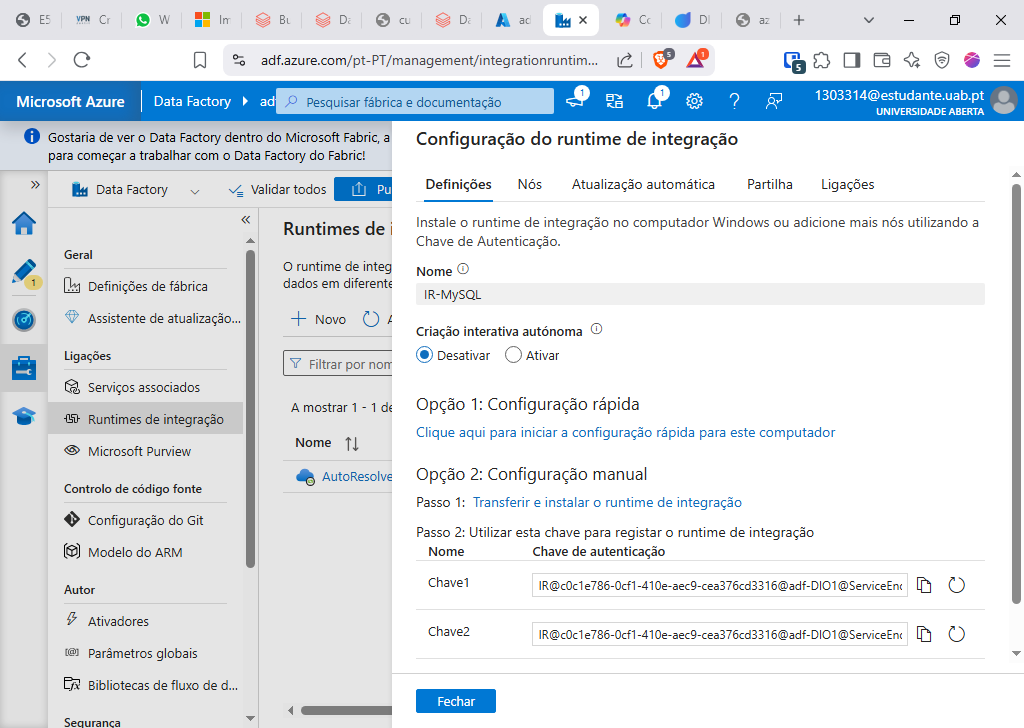 E5
VPN Cr
W
In
Bu
Da
cu
Da
ac
Co
DI
az
adf.azure.com/pt-PT/management/integrationruntim...
5
1
5
Microsoft Azure
Data Factory
adf
Pesquisar fábrica e documentação
1
1
1303314@estudante.uab.pt
UNIVERSIDADE ABERTA
Gostaria de ver o Data Factory dentro do Microsoft Fabric, a
para começar a trabalhar com o Data Factory do Fabric!
Data Factory
Validar todos
Pu
1
Geral
Definições de fábrica
Assistente de atualização...
Ligações
Serviços associados
Runtimes de integração
Microsoft Purview
Controlo de código fonte
Configuração do Git
Modelo do ARM
Autor
Ativadores
Parâmetros globais
Bibliotecas de fluxo de d...
Segurança
Runtimes de i
O runtime de integ
dados em diferente
Novo
A
Filtrar por nom
A mostrar 1 - 1 de
Nome
AutoResolve
Configuração do runtime de integração
Definições
Nós
Atualização automática
Partilha
Ligações
Instale o runtime de integração no computador Windows ou adicione mais nós utilizando a
Chave de Autenticação.
Nome
IR-MySQL
Criação interativa autónoma
Desativar
Ativar
Opção 1: Configuração rápida
Clique aqui para iniciar a configuração rápida para este computador
Opção 2: Configuração manual
Passo 1: Transferir e instalar o runtime de integração
Passo 2: Utilizar esta chave para registar o runtime de integração
Nome
Chave de autenticação
Chave1
IR@c0c1e786-0cf1-410e-aec9-cea376cd3316@adf-DIO1@ServiceEnd
Chave2
IR@c0c1e786-0cf1-410e-aec9-cea376cd3316@adf-DIO1@ServiceEnd
Fechar